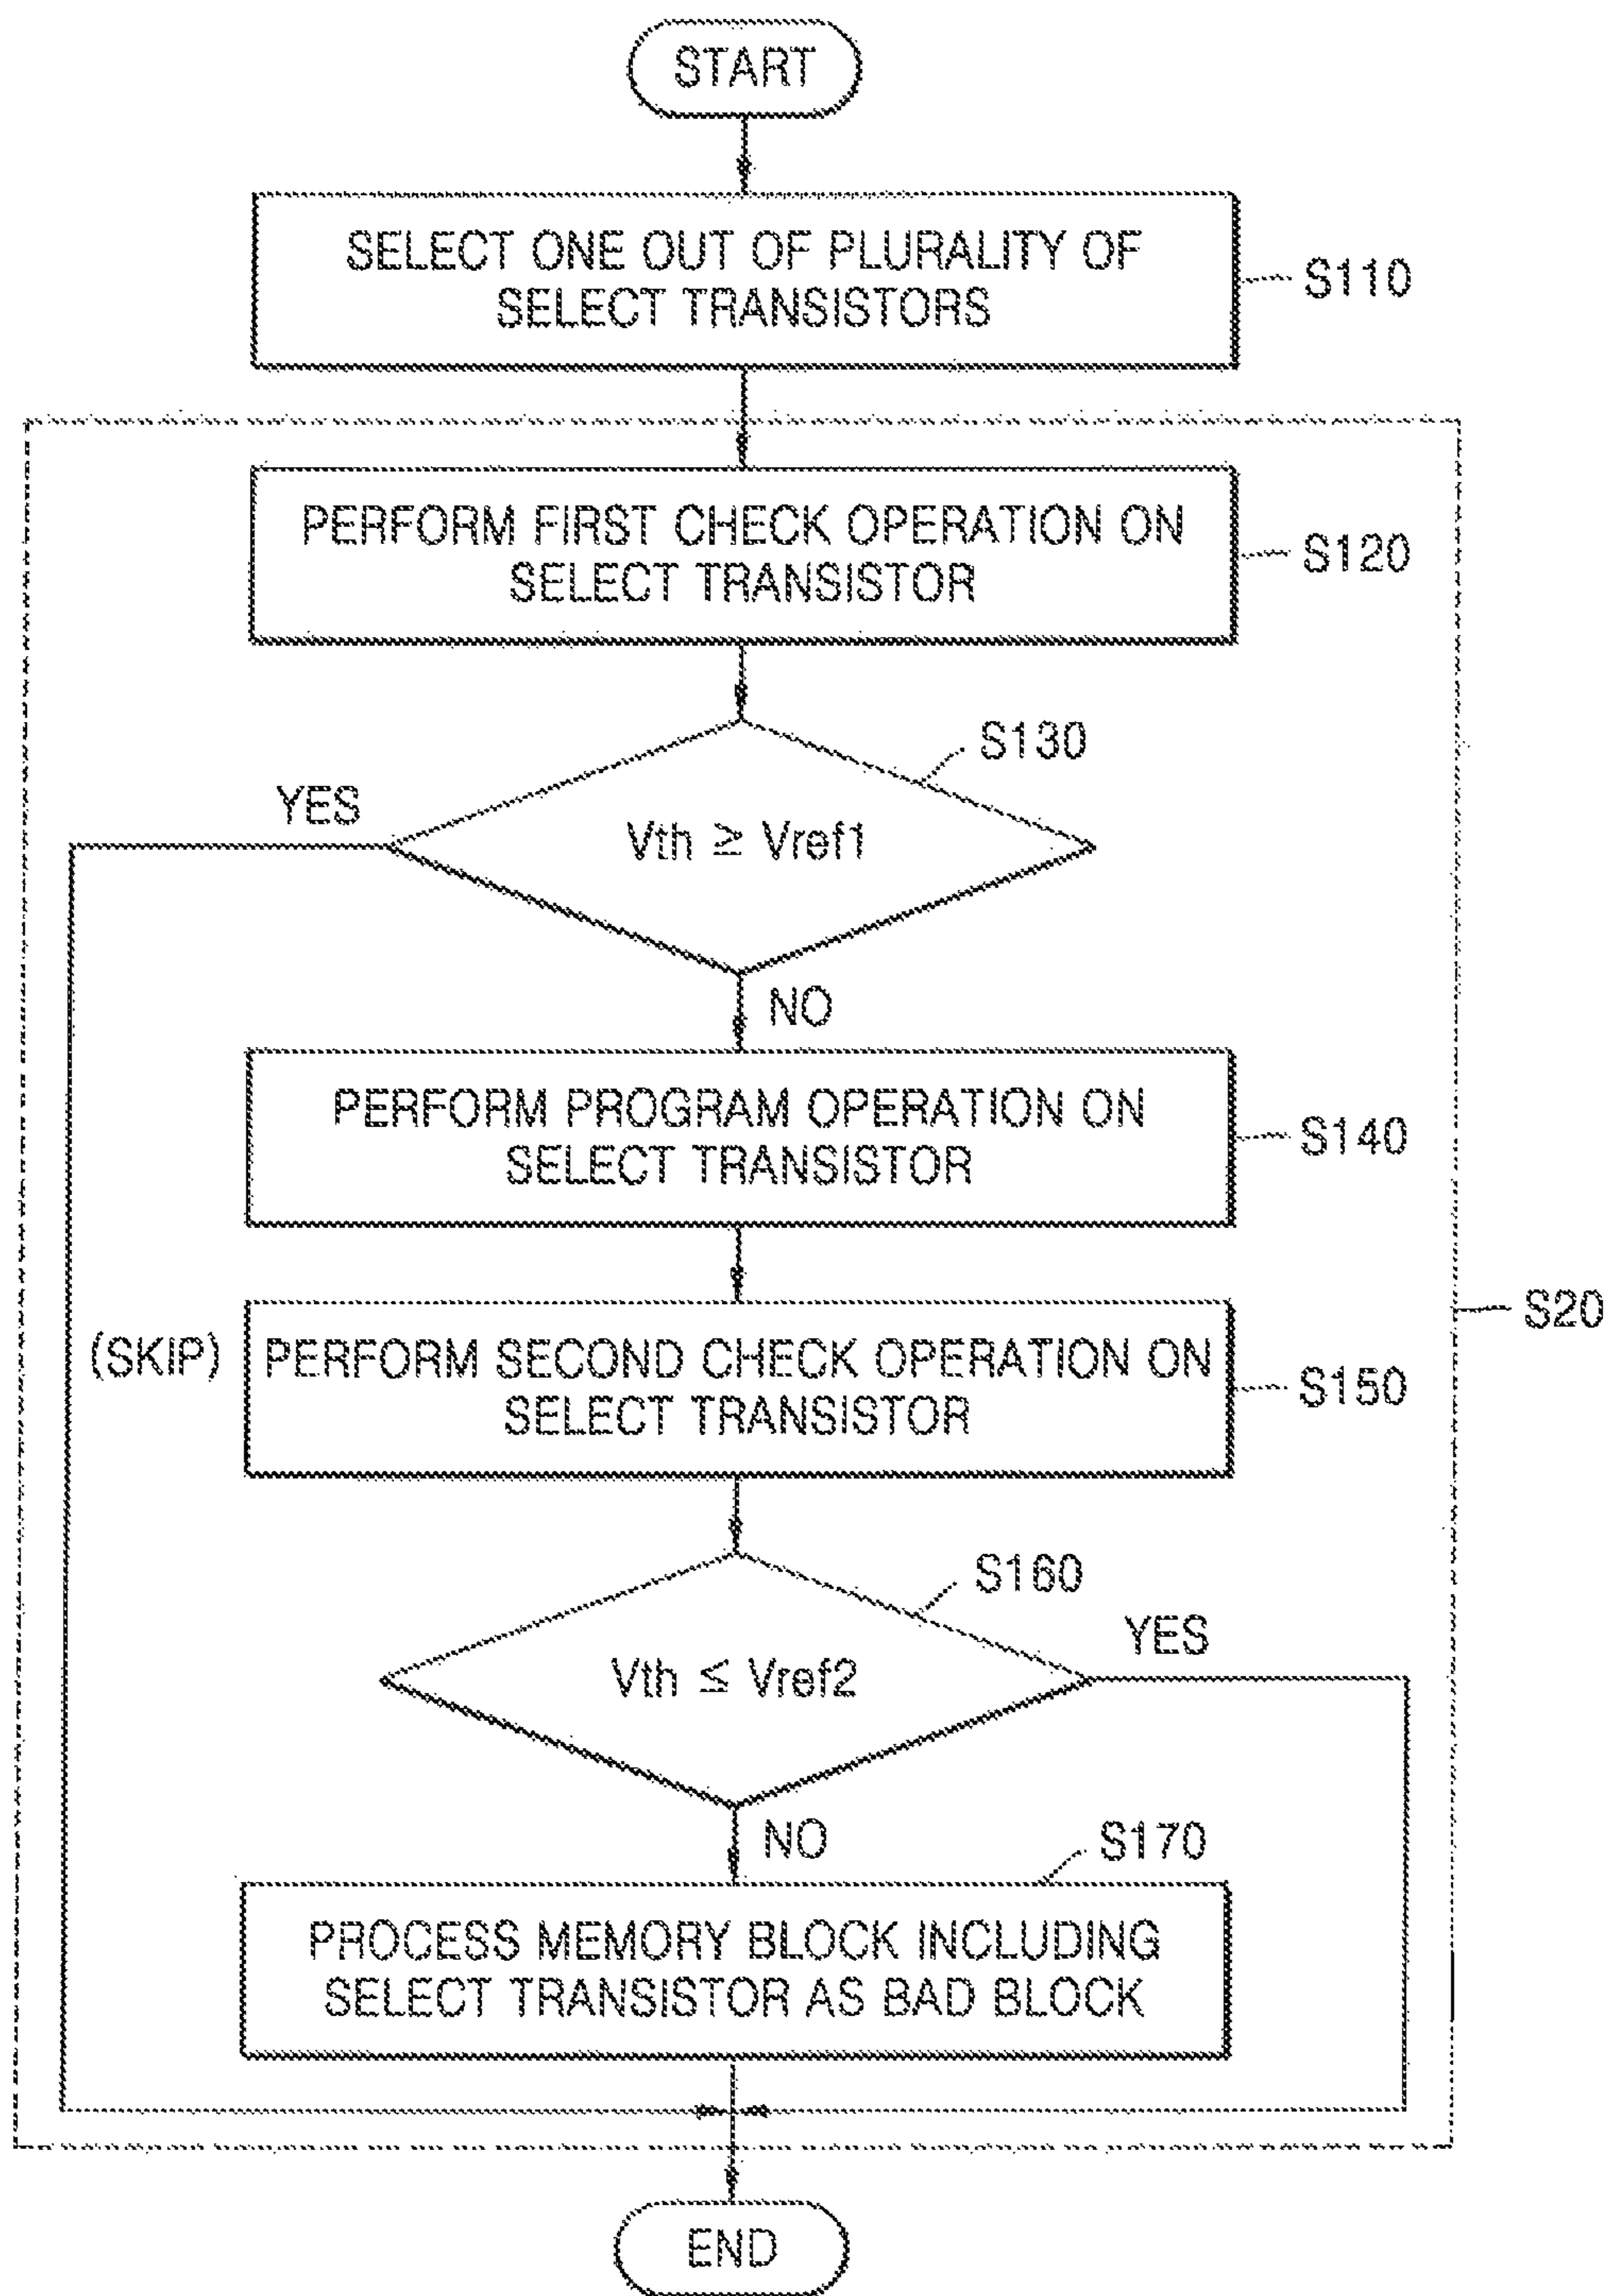 START
SELECT ONE OUT OF PLURALITY OF
SELECT TRANSISTORS
S110
PERFORM FIRST CHECK OPERATION ON
SELECT TRANSISTOR
S120
S130
YES
Vth ≥ Vref1
NO
PERFORM PROGRAM OPERATION ON
SELECT TRANSISTOR
S140
S20
(SKIP)
PERFORM SECOND CHECK OPERATION ON
SELECT TRANSISTOR
S150
S160
YES
Vth ≤ Vref2
NO
S170
PROCESS MEMORY BLOCK INCLUDING
SELECT TRANSISTOR AS BAD BLOCK
END